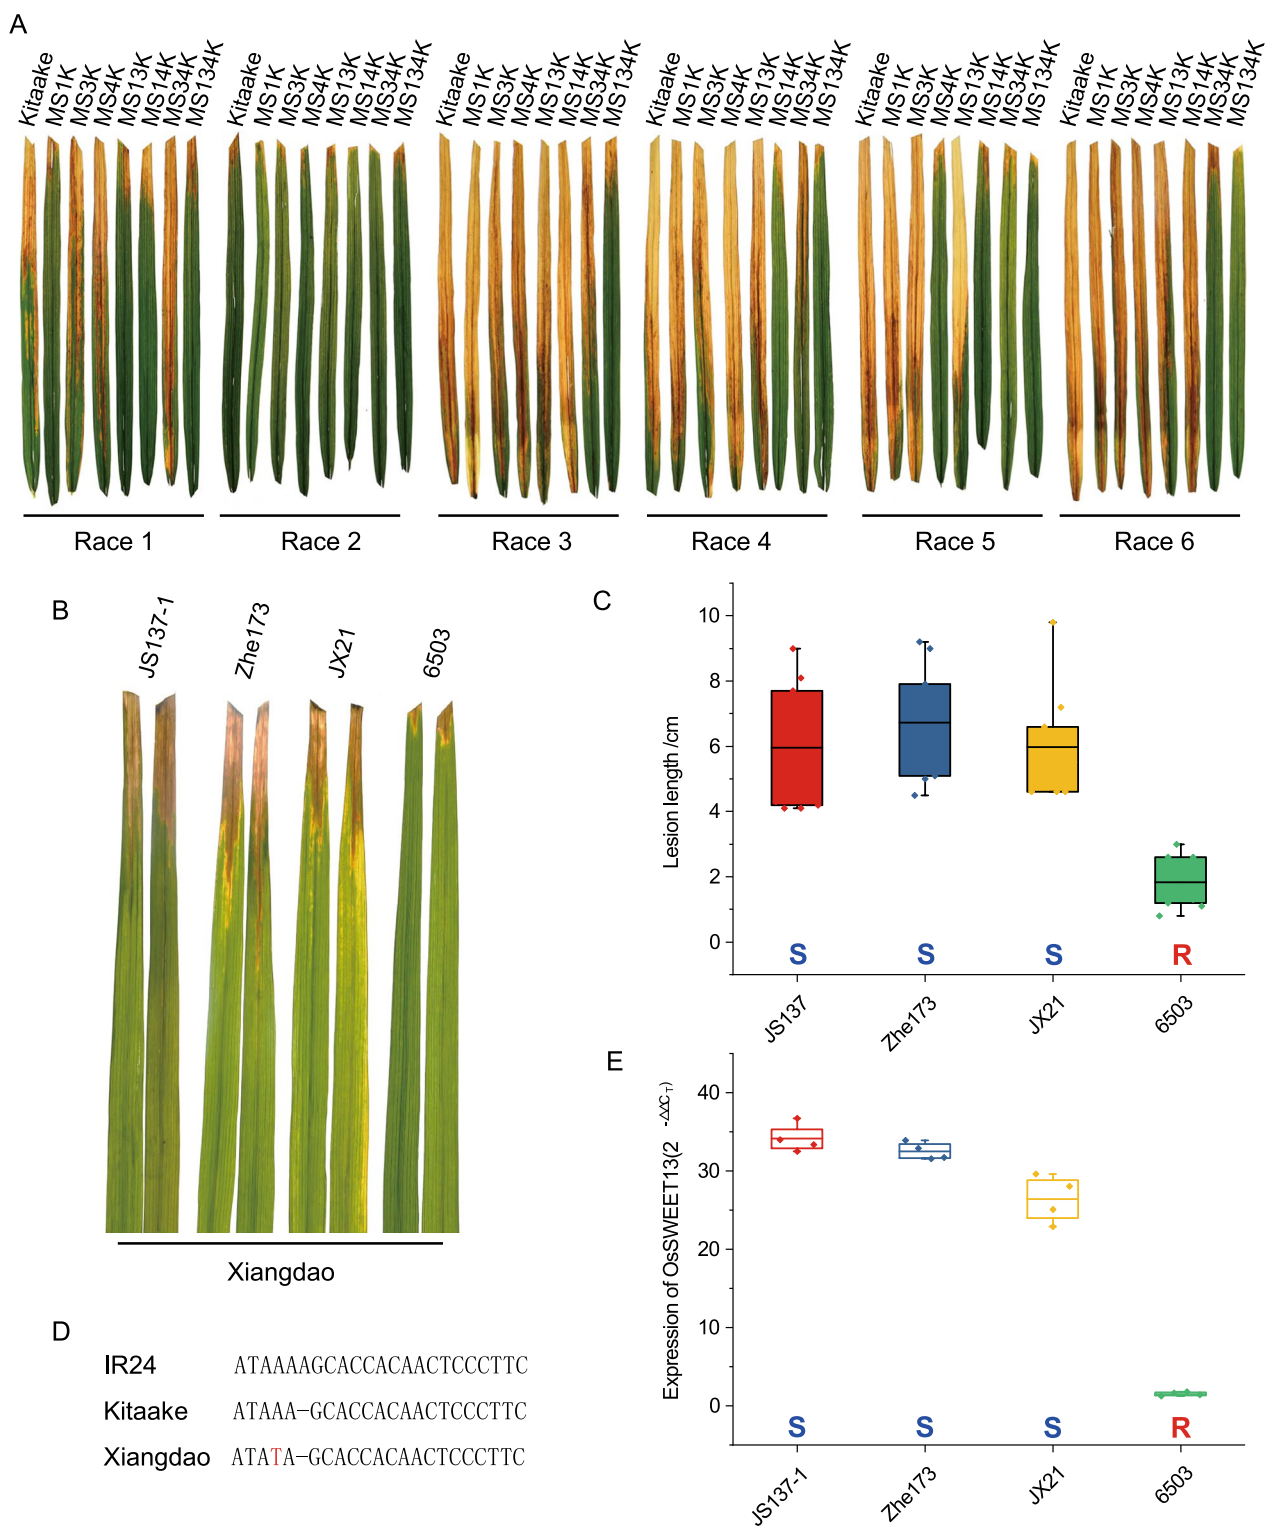 A
Kitaake MS1K MS3K MS4K MS13K MS14K MS34K MS134K
Kitaake MS1K MS3K MS4K MS13K MS14K MS34K MS134K
Kitaake MS1K MS3K MS4K MS13K MS14K MS34K MS134K
Kitaake MS1K MS3K MS4K MS13K MS14K MS34K MS134K
Kitaake MS1K MS3K MS4K MS13K MS14K MS34K MS134K
Kitaake MS1K MS3K MS4K MS13K MS14K MS34K MS134K
Race 1
Race 2
Race 3
Race 4
Race 5
Race 6
B
JS137-1
Zhe173
JX21
6503
Xiangdao
C
Lesion length /cm
10
8
6
4
2
0
S S S R
JS137
Zhe173
JX21
6503
D
IR24 ATAAAAGCACCACAACTCCCTTC
Kitaake ATAAA–GCACCACAACTCCCTTC
Xiangdao ATATA–GCACCACAACTCCCTTC
E
Expression of OsSWEET13(2 -△△CT)
40
30
20
10
0
S S S R
JS137-1
Zhe173
JX21
6503